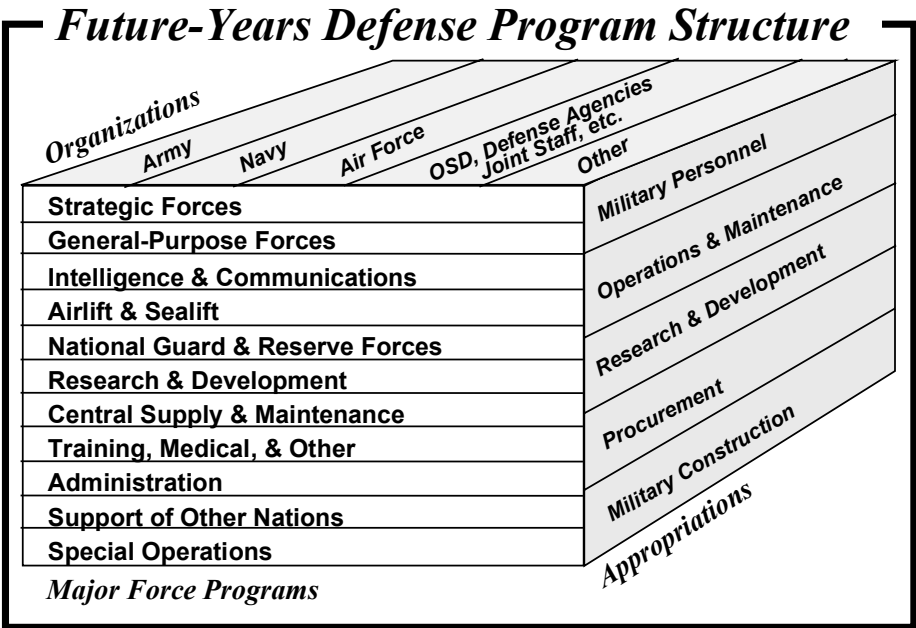 Future-Years Defense Program Structure
Organizations
Army
Navy
Air Force
OSD, Defense Agencies
Joint Staff, etc.
Other
Strategic Forces
General-Purpose Forces
Intelligence & Communications
Airlift & Sealift
National Guard & Reserve Forces
Research & Development
Central Supply & Maintenance
Training, Medical, & Other
Administration
Support of Other Nations
Special Operations
Major Force Programs
Military Personnel
Operations & Maintenance
Research & Development
Procurement
Military Construction
Appropriations